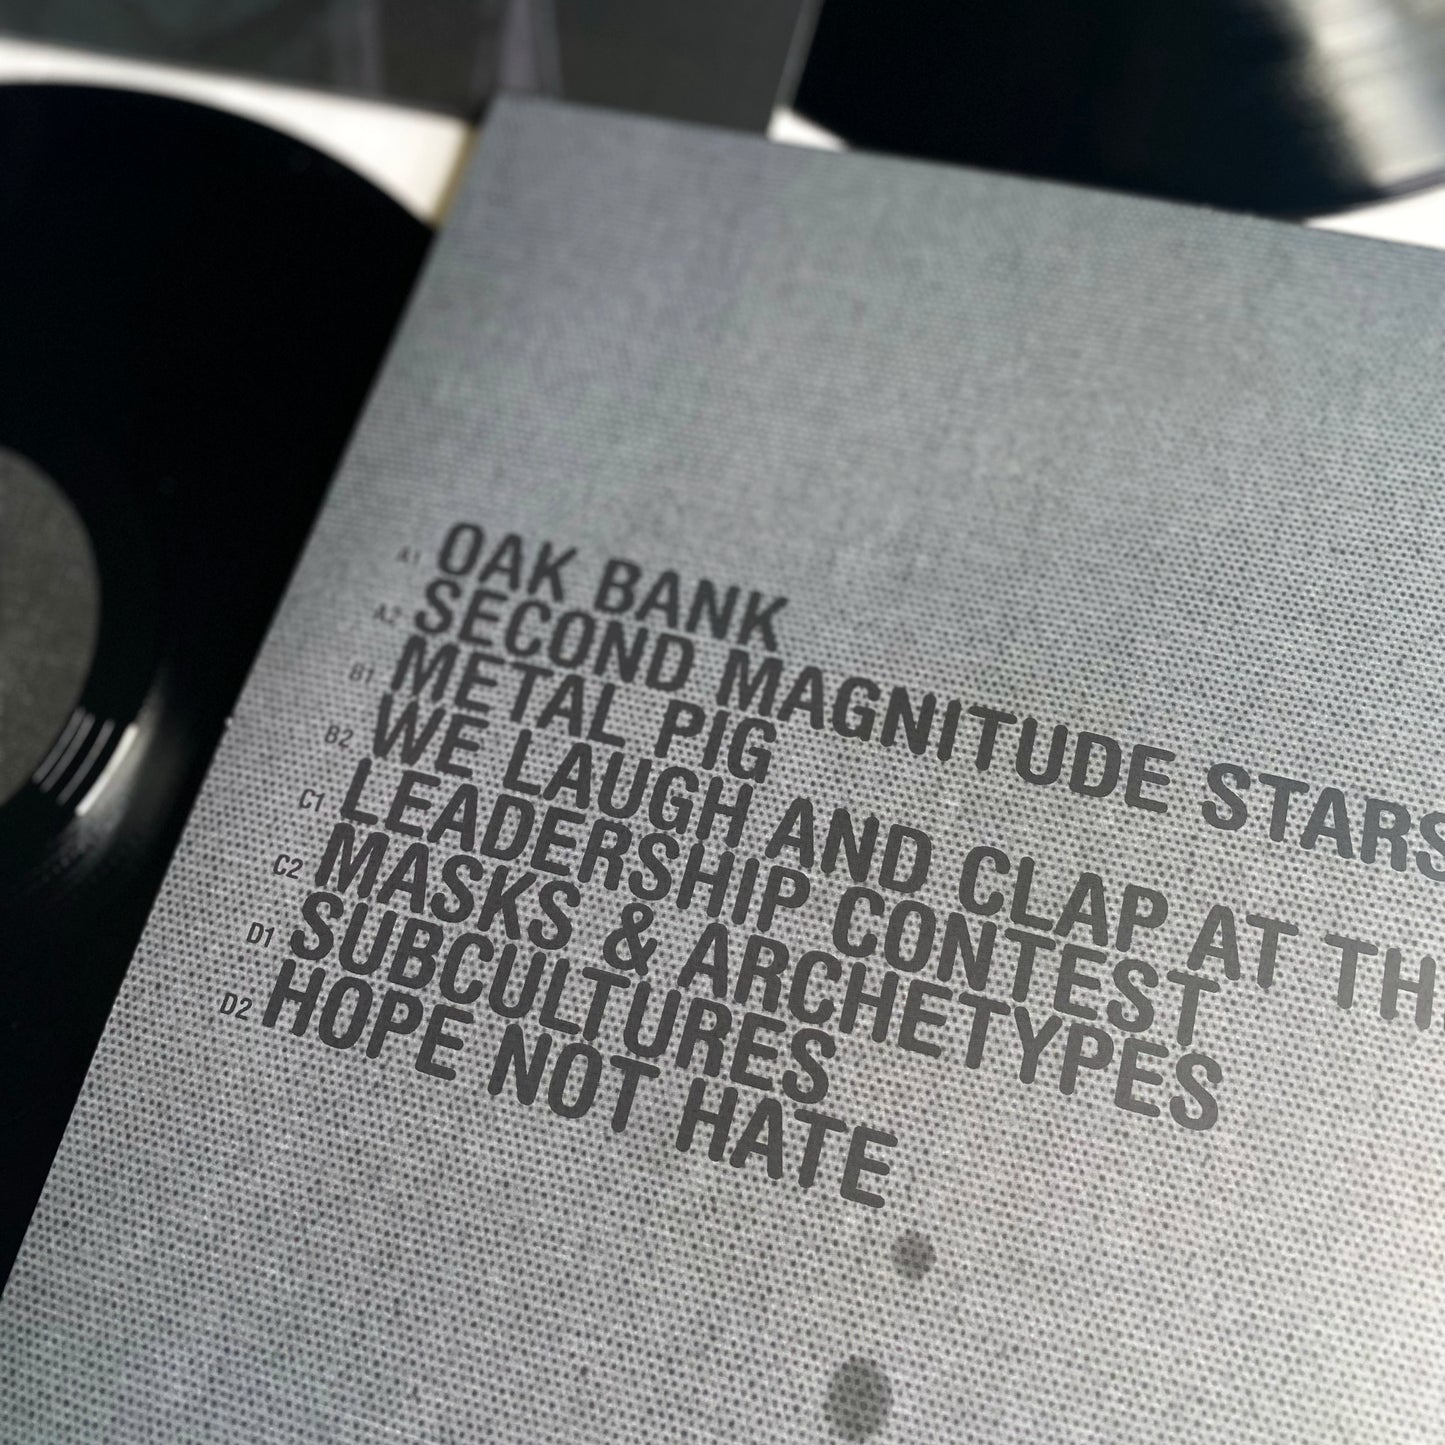 A1 OAK BANK
A2 SECOND MAGNITUDE STARS
B1 METAL PIG
B2 WE LAUGH AND CLAP AT TH
C1 LEADERSHIP CONTEST
C2 MASKS & ARCHETYPES
D1 SUBCULTURES
D2 HOPE NOT HATE